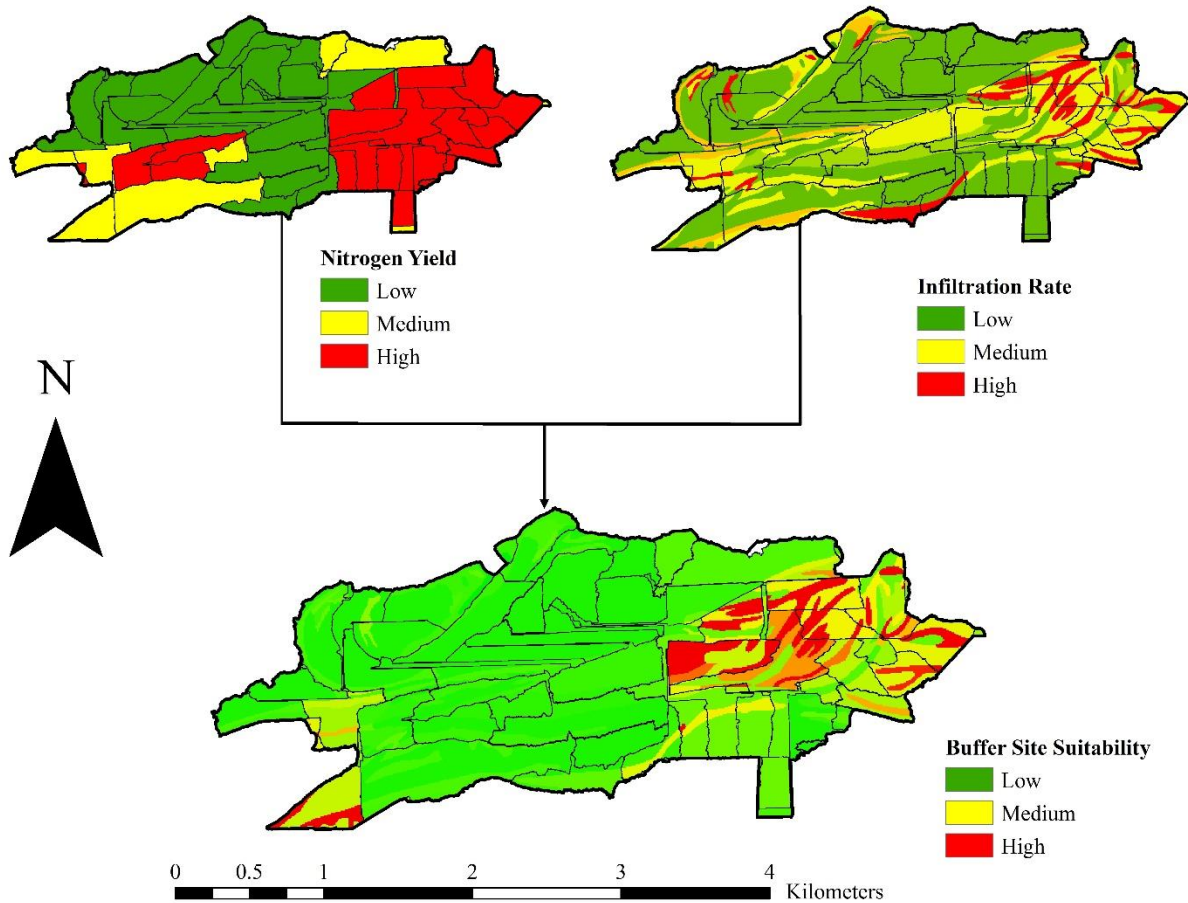 Nitrogen Yield
Low
Medium
High
Infiltration Rate
Low
Medium
High
N
Buffer Site Suitability
Low
Medium
High
0 0.5 1 2 3 4
Kilometers